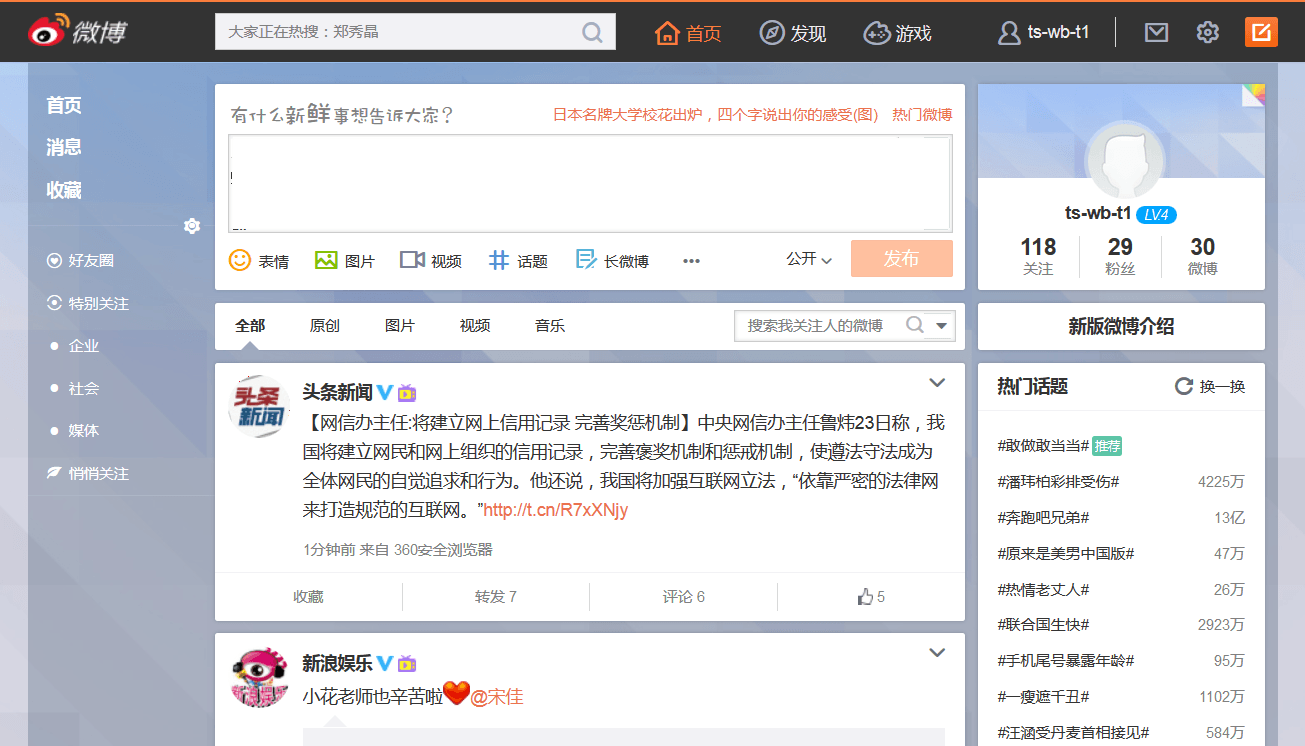 微博
大家正在热搜：郑秀晶
首页
发现
游戏
ts-wb-t1
首页
消息
收藏
好友圈
特别关注
企业
社会
媒体
悄悄关注
有什么新鲜事想告诉大家?
日本名牌大学校花出炉，四个字说出你的感受(图) 热门微博
表情
图片
视频
话题
长微博
公开
发布
全部
原创
图片
视频
音乐
搜索我关注人的微博
头条新闻
头条
新闻
【网信办主任:将建立网上信用记录 完善奖惩机制】中央网信办主任鲁炜23日称，我
国将建立网民和网上组织的信用记录，完善褒奖机制和惩戒机制，使遵法守法成为
全体网民的自觉追求和行为。他还说，我国将加强互联网立法，“依靠严密的法律网
来打造规范的互联网。”http://t.cn/R7xXNjy
1分钟前 来自 360安全浏览器
收藏
转发 7
评论 6
5
新浪娱乐
新浪娱乐
小花老师也辛苦啦@宋佳
ts-wb-t1 LV4
118
关注
29
粉丝
30
微博
新版微博介绍
热门话题
换一换
#敢做敢当当# 推荐
#潘玮柏彩排受伤# 4225万
#奔跑吧兄弟# 13亿
#原来是美男中国版# 47万
#热情老丈人# 26万
#联合国生快# 2923万
#手机尾号暴露年龄# 95万
#一瘦遮千丑# 1102万
#汪涵受丹麦首相接见# 584万